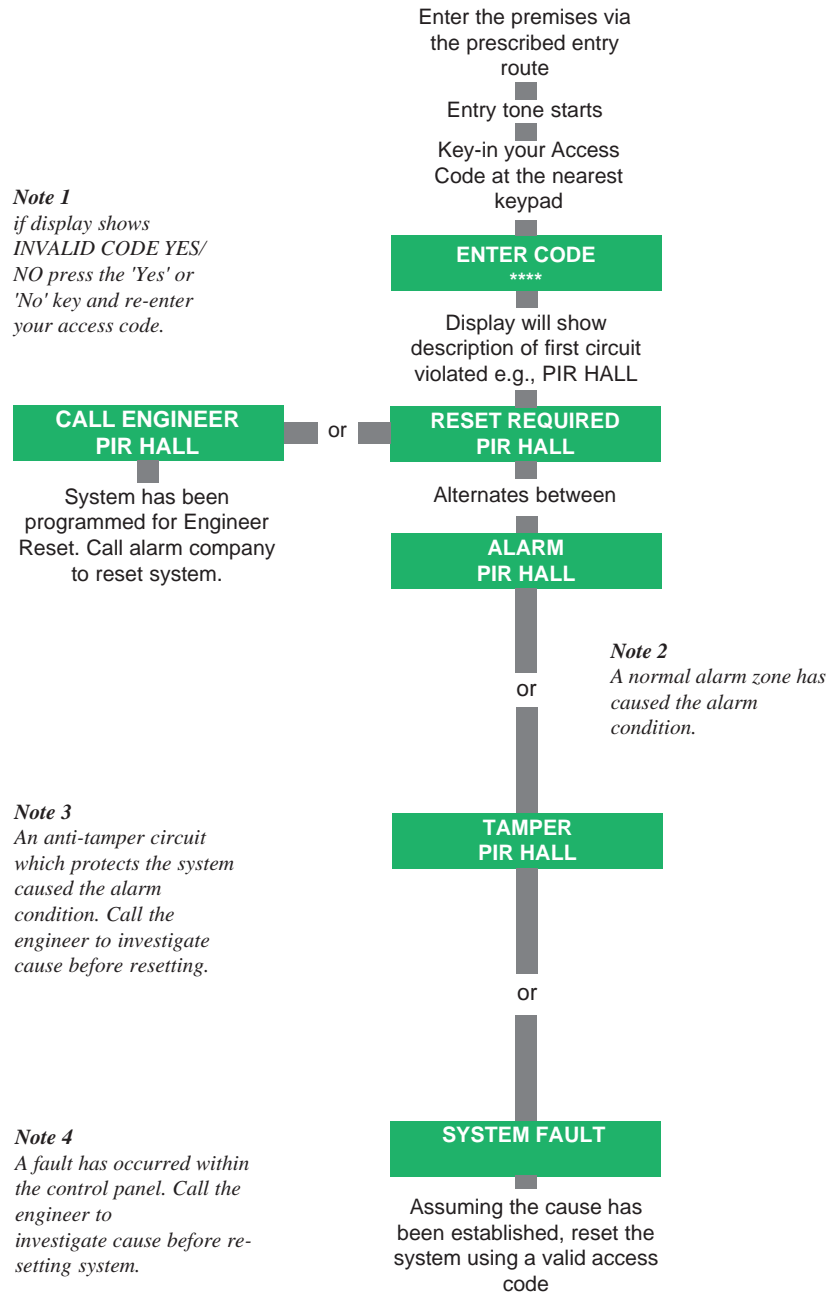 Enter the premises via
the prescribed entry
route
Entry tone starts
Key-in your Access
Code at the nearest
keypad
Note 1
if display shows
INVALID CODE YES/
NO press the 'Yes' or
'No' key and re-enter
your access code.
ENTER CODE
****
Display will show
description of first circuit
violated e.g., PIR HALL
CALL ENGINEER
PIR HALL
or
RESET REQUIRED
PIR HALL
System has been
programmed for Engineer
Reset. Call alarm company
to reset system.
Alternates between
ALARM
PIR HALL
Note 2
A normal alarm zone has
caused the alarm
condition.
or
Note 3
An anti-tamper circuit
which protects the system
caused the alarm
condition. Call the
engineer to investigate
cause before resetting.
TAMPER
PIR HALL
or
Note 4
A fault has occurred within
the control panel. Call the
engineer to
investigate cause before re-
setting system.
SYSTEM FAULT
Assuming the cause has
been established, reset the
system using a valid access
code